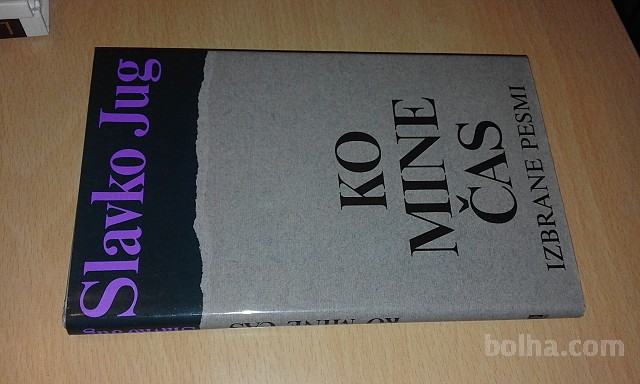 Slavko Jug
KO
MINE
ČAS
IZBRANE PESMI
KO MINE ČAS
bolha.com